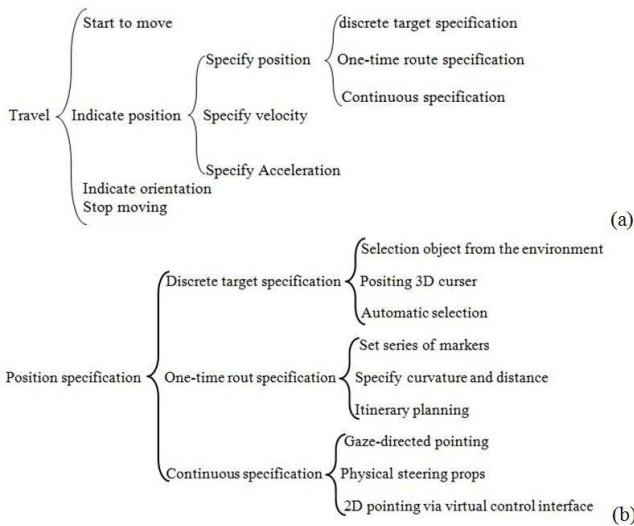 Start to move
discrete target specification
Specify position
One-time route specification
Continuous specification
Travel
Indicate position
Specify velocity
Specify Acceleration
Indicate orientation
Stop moving
(a)
Selection object from the environment
Discrete target specification
Positing 3D curser
Automatic selection
Set series of markers
Position specification
One-time rout specification
Specify curvature and distance
Itinerary planning
Gaze-directed pointing
Continuous specification
Physical steering props
2D pointing via virtual control interface
(b)